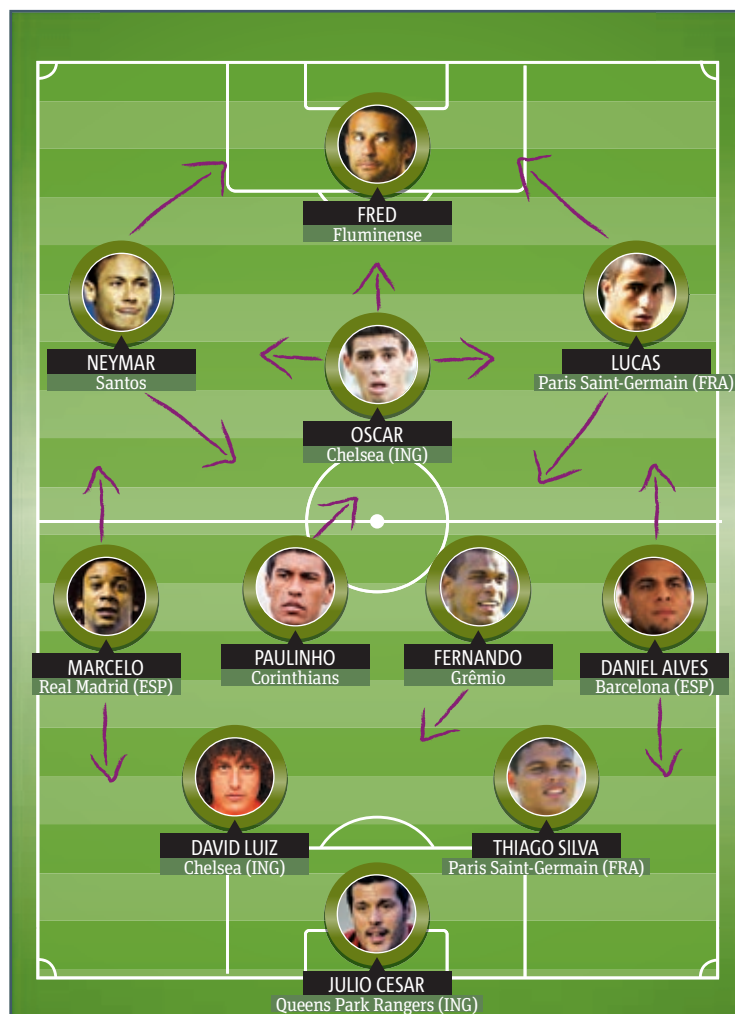 FRED
Fluminense
NEYMAR
Santos
LUCAS
Paris Saint-Germain (FRA)
OSCAR
Chelsea (ING)
MARCELO
Real Madrid (ESP)
PAULINHO
Corinthians
FERNANDO
Grêmio
DANIEL ALVES
Barcelona (ESP)
DAVID LUIZ
Chelsea (ING)
THIAGO SILVA
Paris Saint-Germain (FRA)
JULIO CESAR
Queens Park Rangers (ING)